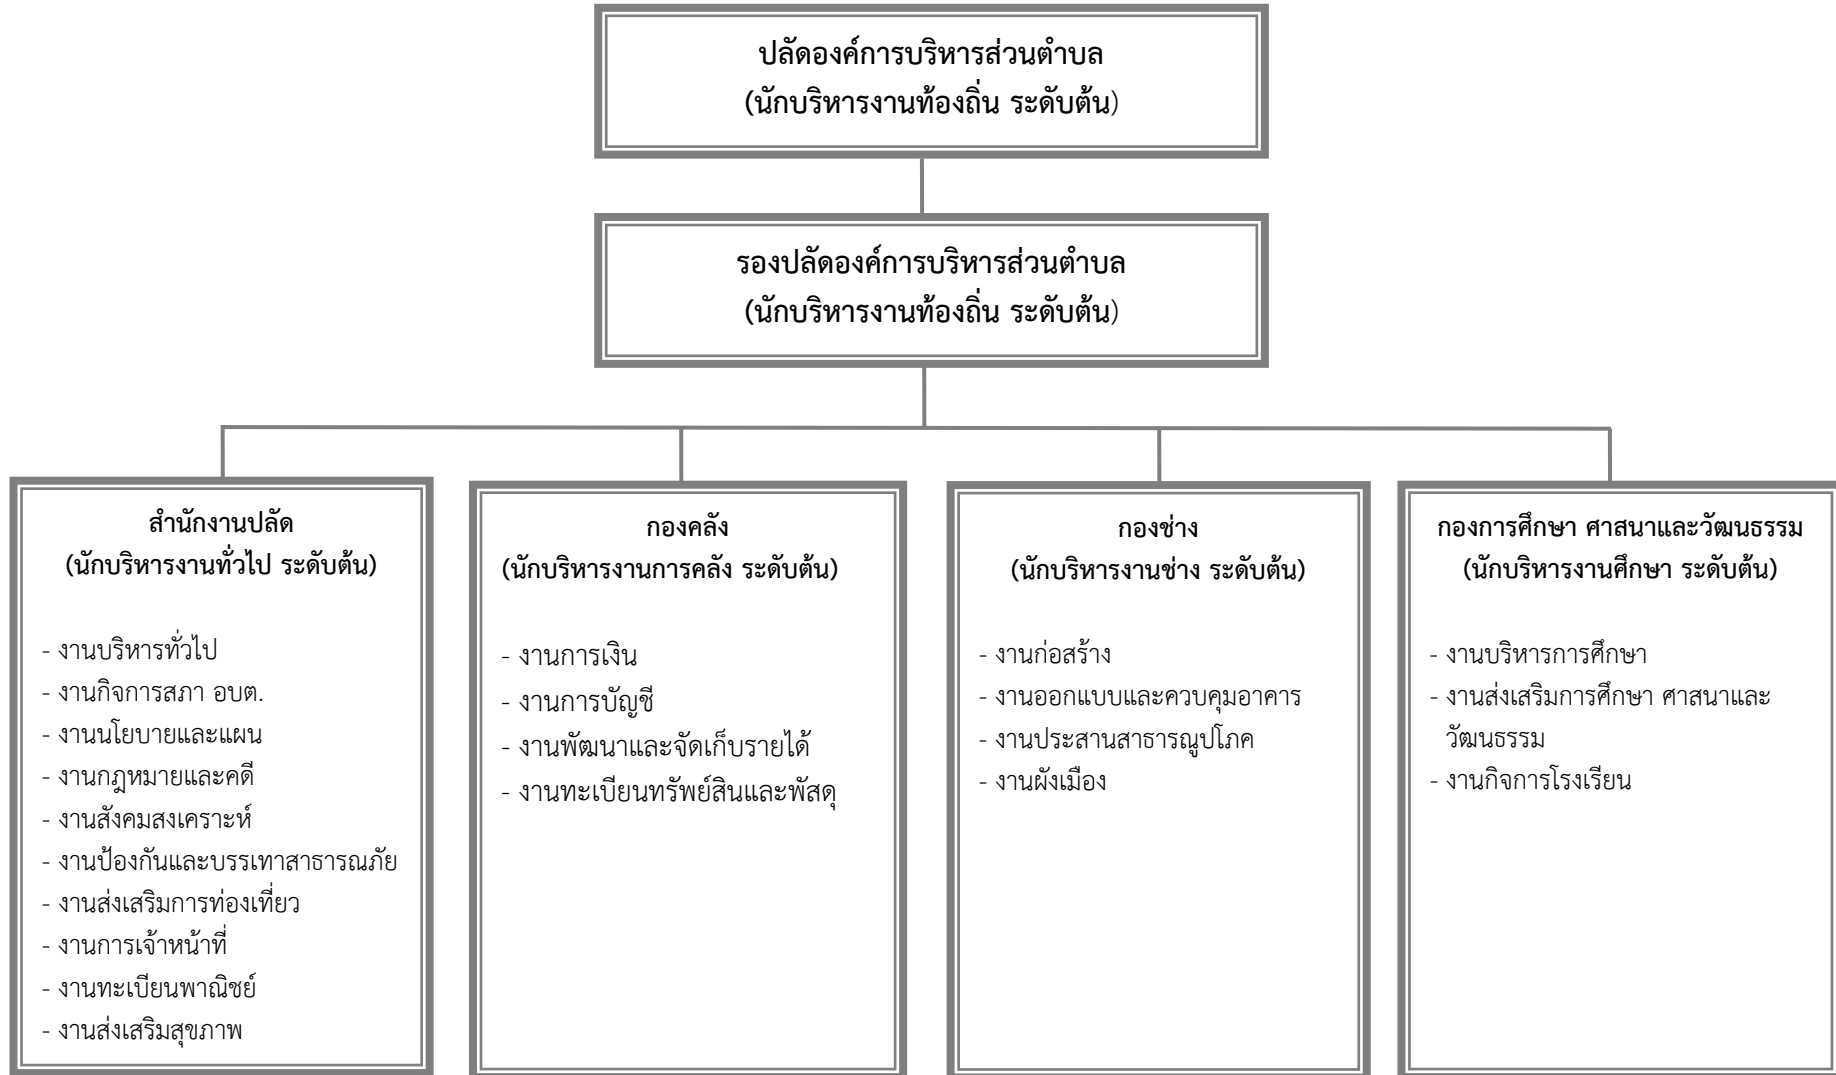 ปลัดองค์การบริหารส่วนตำบล
(นักบริหารงานท้องถิ่น ระดับต้น)
รองปลัดองค์การบริหารส่วนตำบล
(นักบริหารงานท้องถิ่น ระดับต้น)
สำนักงานปลัด
(นักบริหารงานทั่วไป ระดับต้น)
- งานบริหารทั่วไป
- งานกิจการสภา อบต.
- งานนโยบายและแผน
- งานกฎหมายและคดี
- งานสังคมสงเคราะห์
- งานป้องกันและบรรเทาสาธารณภัย
- งานส่งเสริมการท่องเที่ยว
- งานการเจ้าหน้าที่
- งานทะเบียนพาณิชย์
- งานส่งเสริมสุขภาพ
กองคลัง
(นักบริหารงานการคลัง ระดับต้น)
- งานการเงิน
- งานการบัญชี
- งานพัฒนาและจัดเก็บรายได้
- งานทะเบียนทรัพย์สินและพัสดุ
กองช่าง
(นักบริหารงานช่าง ระดับต้น)
- งานก่อสร้าง
- งานออกแบบและควบคุมอาคาร
- งานประสานสาธารณูปโภค
- งานผังเมือง
กองการศึกษา ศาสนาและวัฒนธรรม
(นักบริหารงานศึกษา ระดับต้น)
- งานบริหารการศึกษา
- งานส่งเสริมการศึกษา ศาสนาและ
วัฒนธรรม
- งานกิจการโรงเรียน